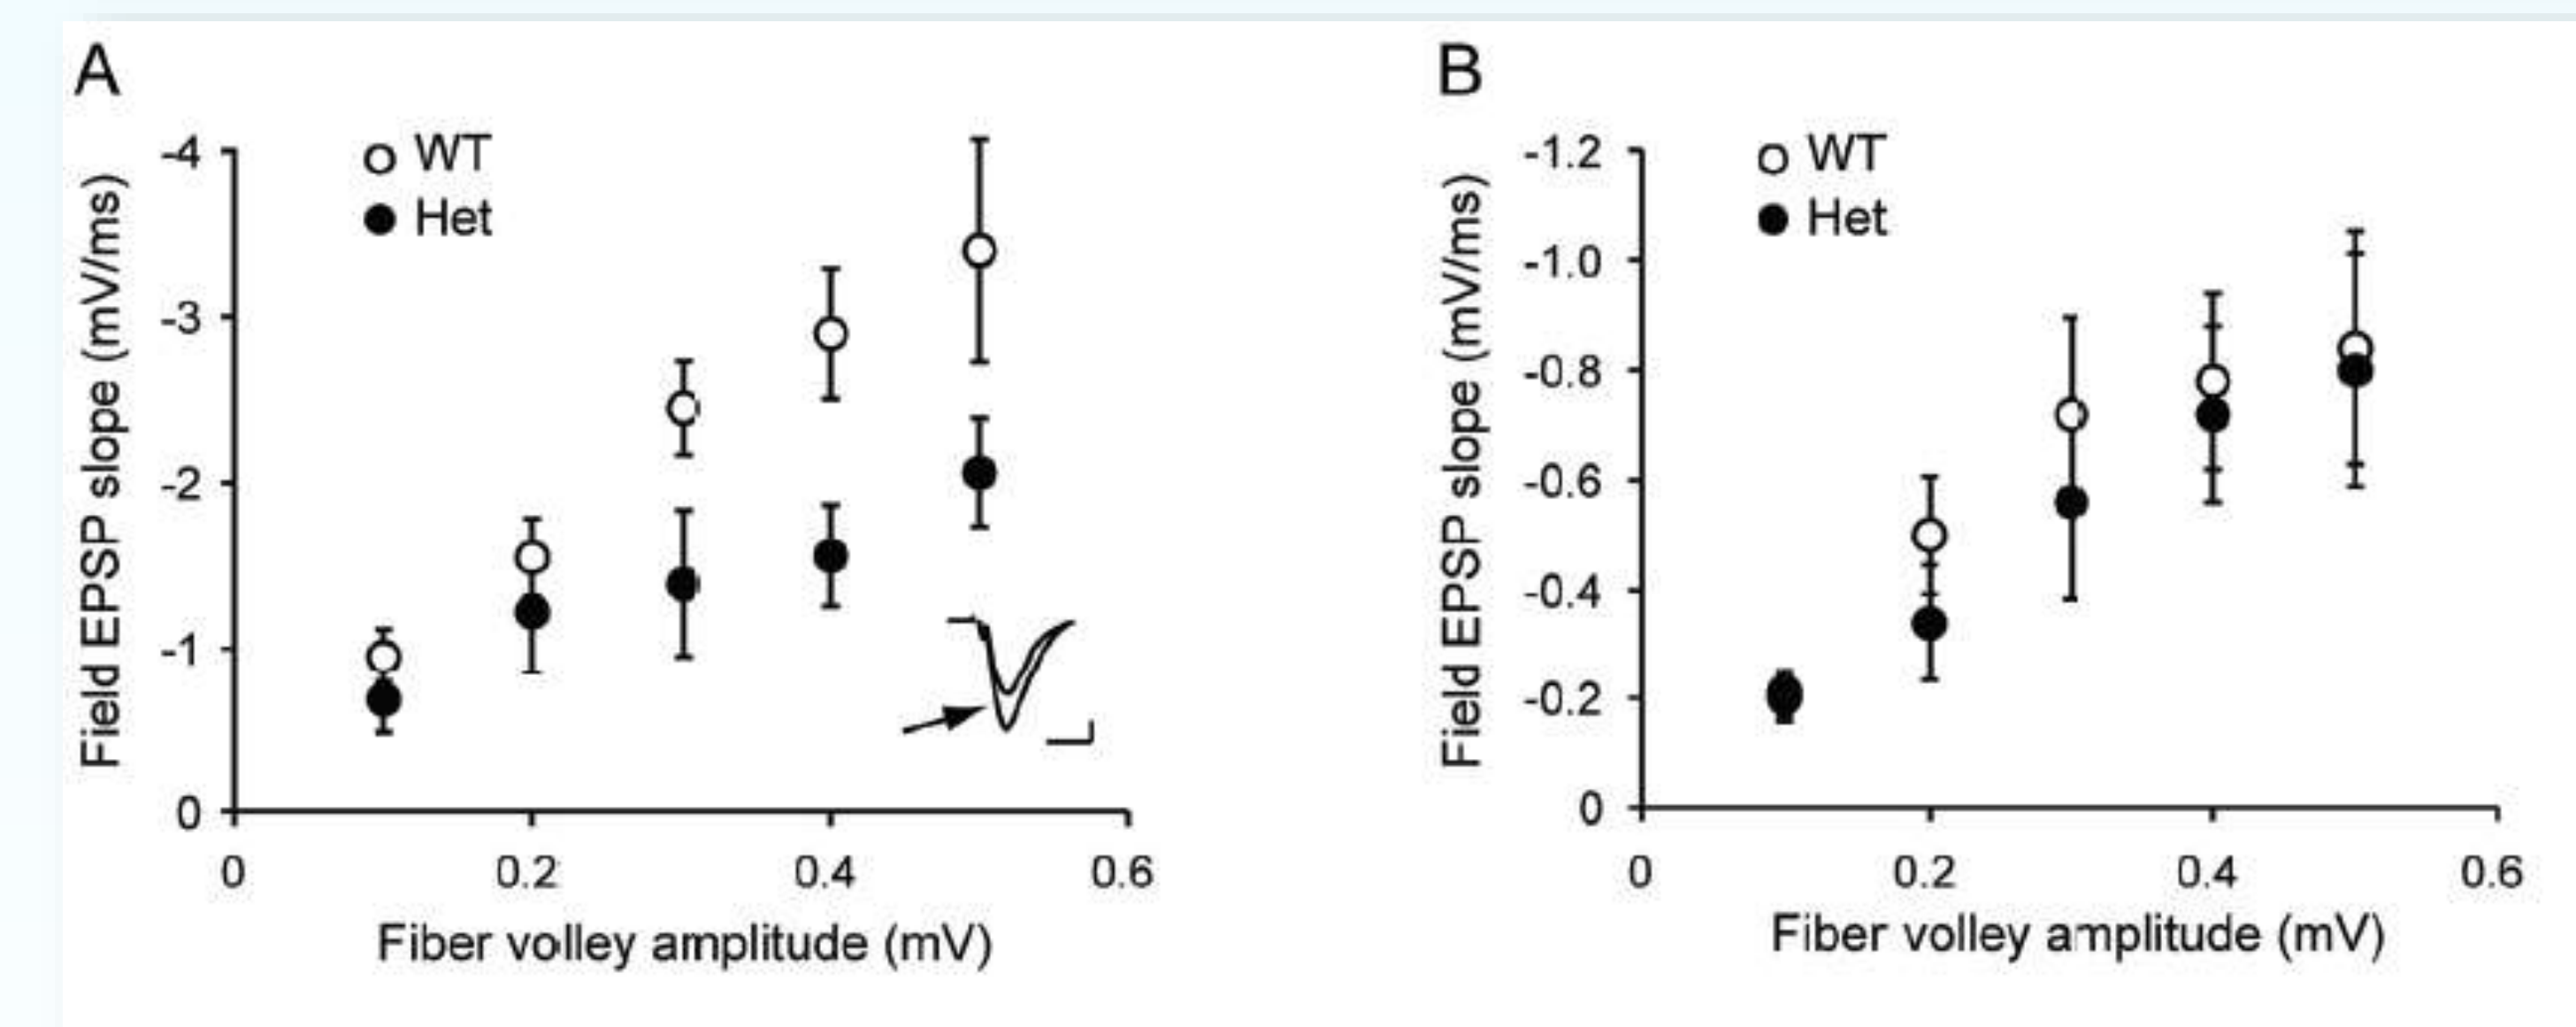 A
Field EPSP slope (mV/ms)
-4
-3
-2
-1
0
WT
Het
0
0.2
0.4
0.6
Fiber volley amplitude (mV)
B
Field EPSP slope (mV/ms)
-1.2
-1.0
-0.8
-0.6
-0.4
-0.2
0
WT
Het
0
0.2
0.4
0.6
Fiber volley amplitude (mV)